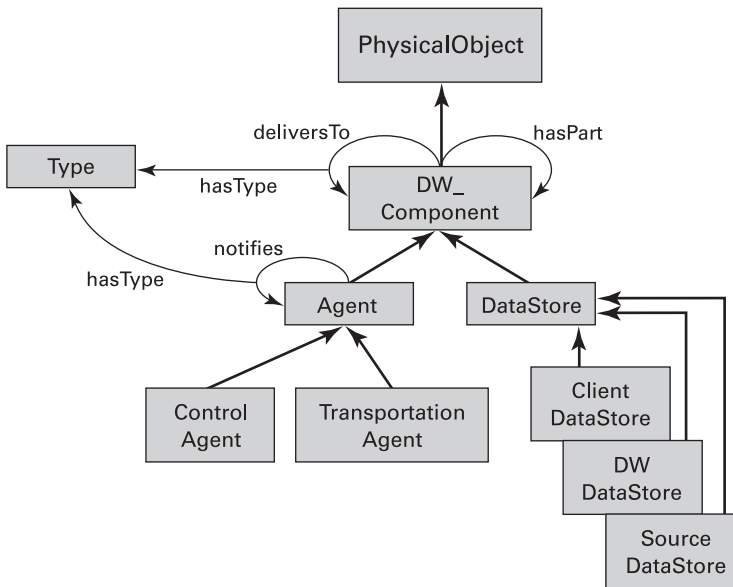 PhysicalObject
deliversTo
hasPart
Type
hasType
DW_
Component
notifies
hasType
Agent
DataStore
Control
Agent
Transportation
Agent
Client
DataStore
DW
DataStore
Source
DataStore